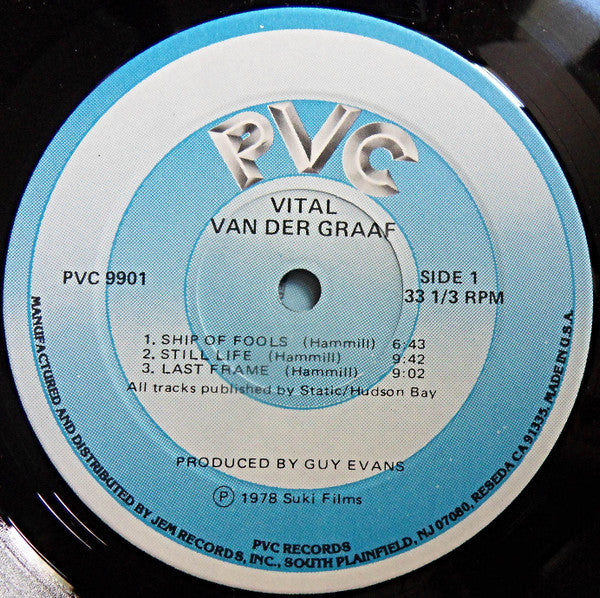 PVC
VITAL
VAN DER GRAAF
PVC 9901
SIDE 1
33 1/3 RPM
1. SHIP OF FOOLS (Hammill) 6:43
2. STILL LIFE (Hammill) 9:42
3. LAST FRAME (Hammill) 9:02
All tracks published by Static/Hudson Bay
PRODUCED BY GUY EVANS
Ⓟ 1978 Suki Films
PVC RECORDS
MANUFACTURED AND DISTRIBUTED BY JEM RECORDS, INC., SOUTH PLAINFIELD, NJ 07080, RESEDA CA 91335. MADE IN U.S.A.